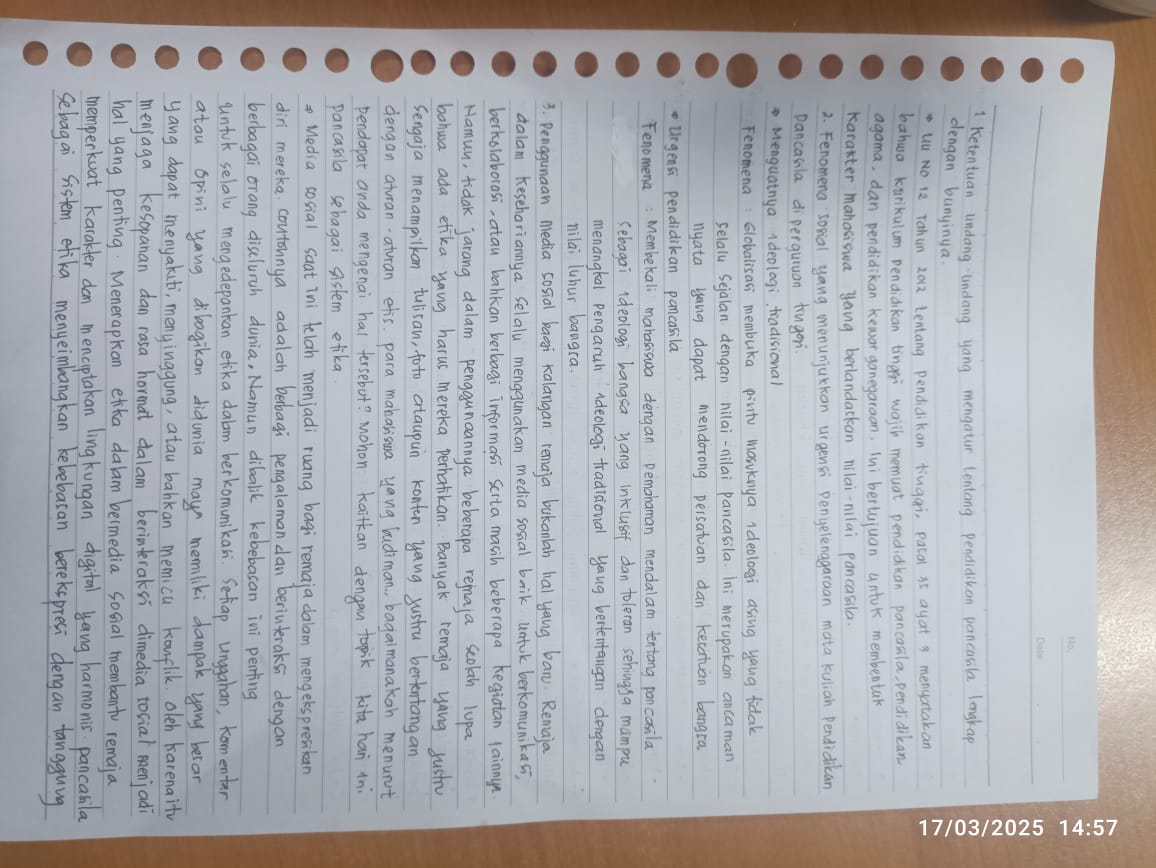 No.
Date
17/03/2025 14:57
1 Ketentuan undang-undang yang mengatur tentang pendidikan pancasila lengkap
dengan bunyinya.
UU NO 12 Tahun 2012 tentang pendidikan tinggi, pasal 35 ayat 3 menyatakan
bahwa kurikulum pendidikan tinggi wajib memuat pendidikan pancasila, pendidikan
agama, dan pendidikan kewarganegaraan. Ini bertujuan untuk membentuk
karakter mahasiswa yang berlandaskan nilai-nilai pancasila.
2. Fenomena sosial yang menunjukkan urgensi penyelenggaraan mata kuliah pendidikan
pancasila di perguruan tinggi.
Menguatnya ideologi tradisional
Fenomena : Globalisasi membuka pintu masuknya ideologi asing yang tidak
selalu sejalan dengan nilai-nilai pancasila. Ini merupakan ancaman
nyata yang dapat mendorong persatuan dan kesatuan bangsa
Urgensi pendidikan pancasila
Fenomena : Membekali mahasiswa dengan pemahaman mendalam tentang pancasila
sebagai ideologi bangsa yang inklusif dan toleran sehingga mampu
menangkal pengaruh ideologi tradisional yang bertentangan dengan
nilai luhur bangsa.
3. Penggunaan media sosial bagi kalangan remaja bukanlah hal yang baru. Remaja
dalam kesehariannya selalu menggunakan media sosial baik untuk berkomunikasi,
berkolaborasi, atau bahkan berbagi informasi serta masih beberapa kegiatan lainnya.
Namun, tidak jarang dalam penggunaannya beberapa remaja seolah lupa
bahwa ada etika yang harus mereka perhatikan. Banyak remaja yang justru
sengaja menampilkan tulisan, foto ataupun konten yang justru bertentangan
dengan aturan-aturan etis. para mahasiswa yang budiman, bagaimanakah menurut
pendapat anda mengenai hal tersebut? Mohon kaitkan dengan topik kita hari ini
pancasila sebagai sistem etika.
→ Media sosial saat ini telah menjadi ruang bagi remaja dalam mengekspresikan
diri mereka. contohnya adalah berbagi pengalaman dan berinteraksi dengan
berbagai orang diseluruh dunia. Namun dibalik kebebasan ini penting
untuk selalu mengedepankan etika dalam berkomunikasi. Setiap unggahan, komentar
atau opini yang dibagikan didunia maya memiliki dampak yang besar
yang dapat menyakiti, menyinggung, atau bahkan memicu konflik. Oleh karena itu
menjaga kesopanan dan rasa hormat dalam berinteraksi dimedia sosial menjadi
hal yang penting. Menerapkan etika dalam bermedia sosial membantu remaja
memperkuat karakter dan menciptakan lingkungan digital yang harmonis. pancasila
sebagai sistem etika menyeimbangkan kebebasan berekspresi dengan tanggung